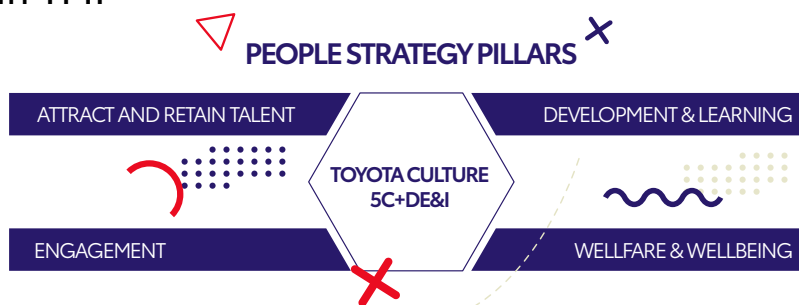 PEOPLE STRATEGY PILLARS
ATTRACT AND RETAIN TALENT
DEVELOPMENT & LEARNING
TOYOTA CULTURE
5C+DE&I
ENGAGEMENT
WELLFARE & WELLBEING